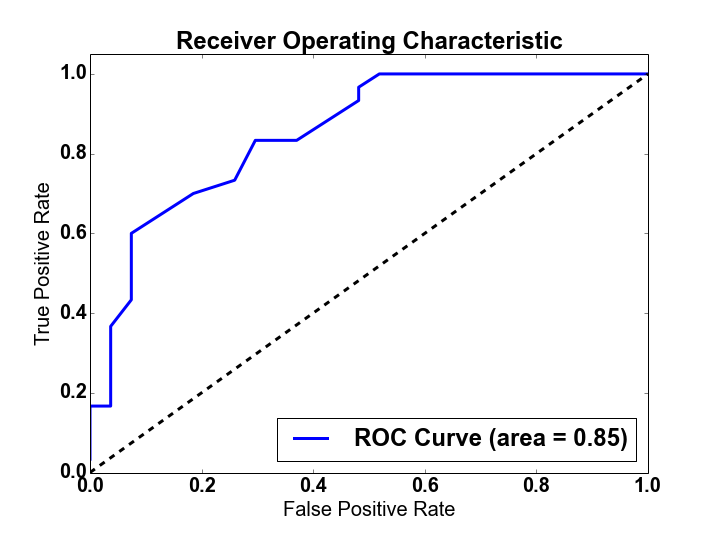 Receiver Operating Characteristic
True Positive Rate
1.0
0.8
0.6
0.4
0.2
0.0
ROC Curve (area = 0.85)
0.0 0.2 0.4 0.6 0.8 1.0
False Positive Rate